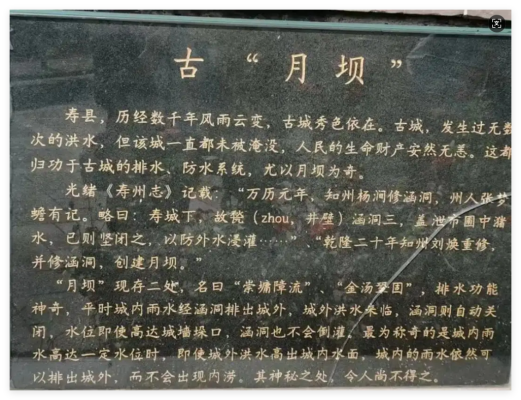 古“月坝”
寿县，历经数千年风雨云变，古城秀色依在。古城，发生过无数
次的洪水，但该城一直都未被淹没，人民的生命财产安然无恙。这都
归功于古城的排水、防水系统，尤以月坝为奇。
光绪《寿州志》记载：“万历元年，知州杨涧修涵洞，州人张梦
蟾有记。略曰：寿城下，故甃（zhou，井壁）涵洞三，盖泄市圃中潴
水，已则坚闭之，以防外水浸灌……”“乾隆二十年知州刘焕重修，
并修涵洞，创建月坝。”
“月坝”现存二处，名曰“崇墉障流”、“金汤巩固”，排水功能
神奇，平时城内雨水经涵洞排出城外，城外洪水来临，涵洞则自动关
闭，水位即使高达城墙垛口，涵洞也不会倒灌，最为称奇的是城内雨
水高达一定水位时，即使城外洪水高出城内水面，城内的雨水依然可
以排出城外，而不会出现内涝。其神秘之处，令人尚不得之。